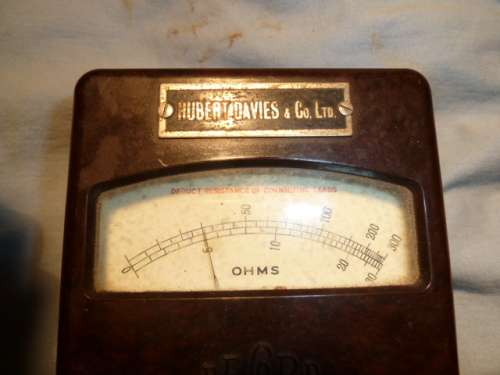 HUBERT DAVIES & CO. LTD.
DEDUCT RESISTANCE OF CONNECTING LEADS
50 100 200 300
0 5 10 20 30
OHMS